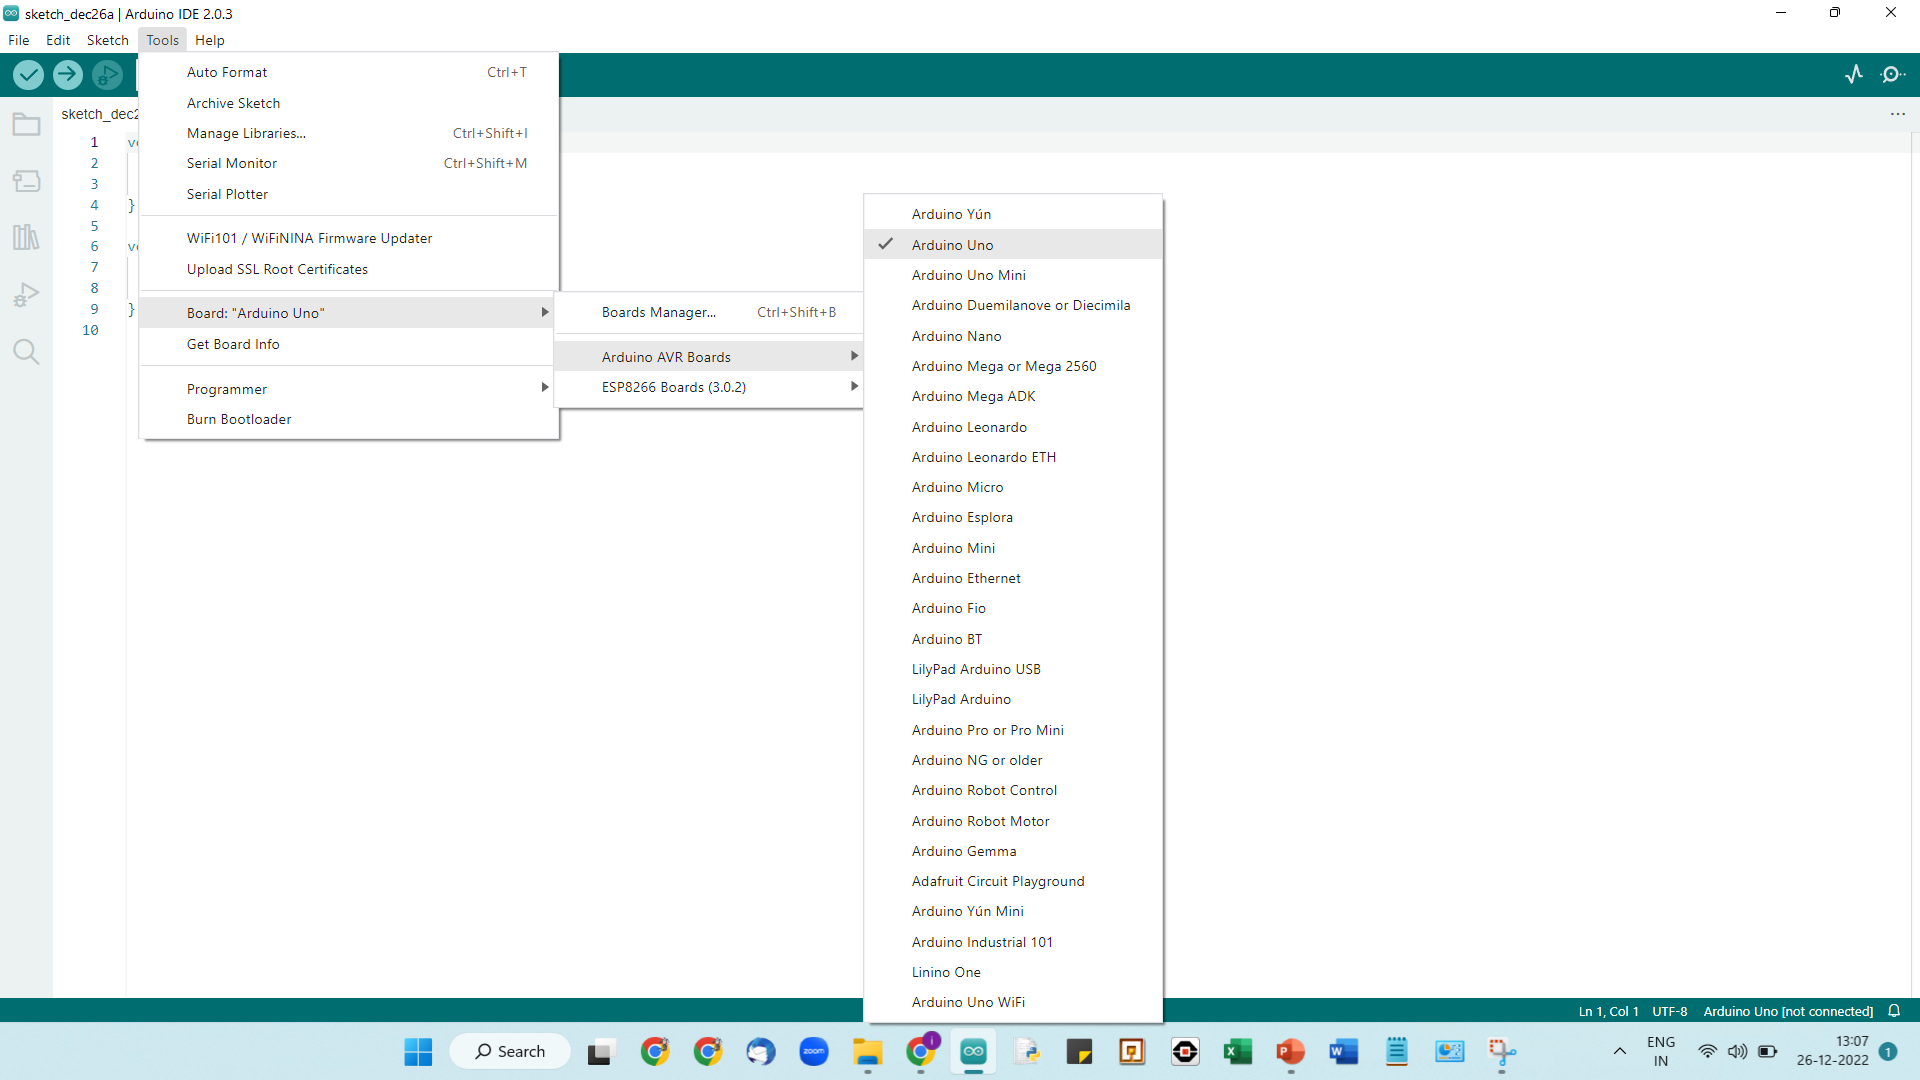 sketch_dec26a | Arduino IDE 2.0.3
File Edit Sketch Tools Help
Auto Format Ctrl+T
Archive Sketch
Manage Libraries... Ctrl+Shift+I
Serial Monitor Ctrl+Shift+M
Serial Plotter
WiFi101 / WiFiNINA Firmware Updater
Upload SSL Root Certificates
Board: "Arduino Uno"
Get Board Info
Programmer
Burn Bootloader
sketch_dec2
1 v
2
3
4 }
5
6 v
7
8
9 }
10
Boards Manager... Ctrl+Shift+B
Arduino AVR Boards
ESP8266 Boards (3.0.2)
Arduino Yún
Arduino Uno
Arduino Uno Mini
Arduino Duemilanove or Diecimila
Arduino Nano
Arduino Mega or Mega 2560
Arduino Mega ADK
Arduino Leonardo
Arduino Leonardo ETH
Arduino Micro
Arduino Esplora
Arduino Mini
Arduino Ethernet
Arduino Fio
Arduino BT
LilyPad Arduino USB
LilyPad Arduino
Arduino Pro or Pro Mini
Arduino NG or older
Arduino Robot Control
Arduino Robot Motor
Arduino Gemma
Adafruit Circuit Playground
Arduino Yún Mini
Arduino Industrial 101
Linino One
Arduino Uno WiFi
Ln 1, Col 1 UTF-8 Arduino Uno [not connected]
Search
zoom
ENG
IN
13:07
26-12-2022
1